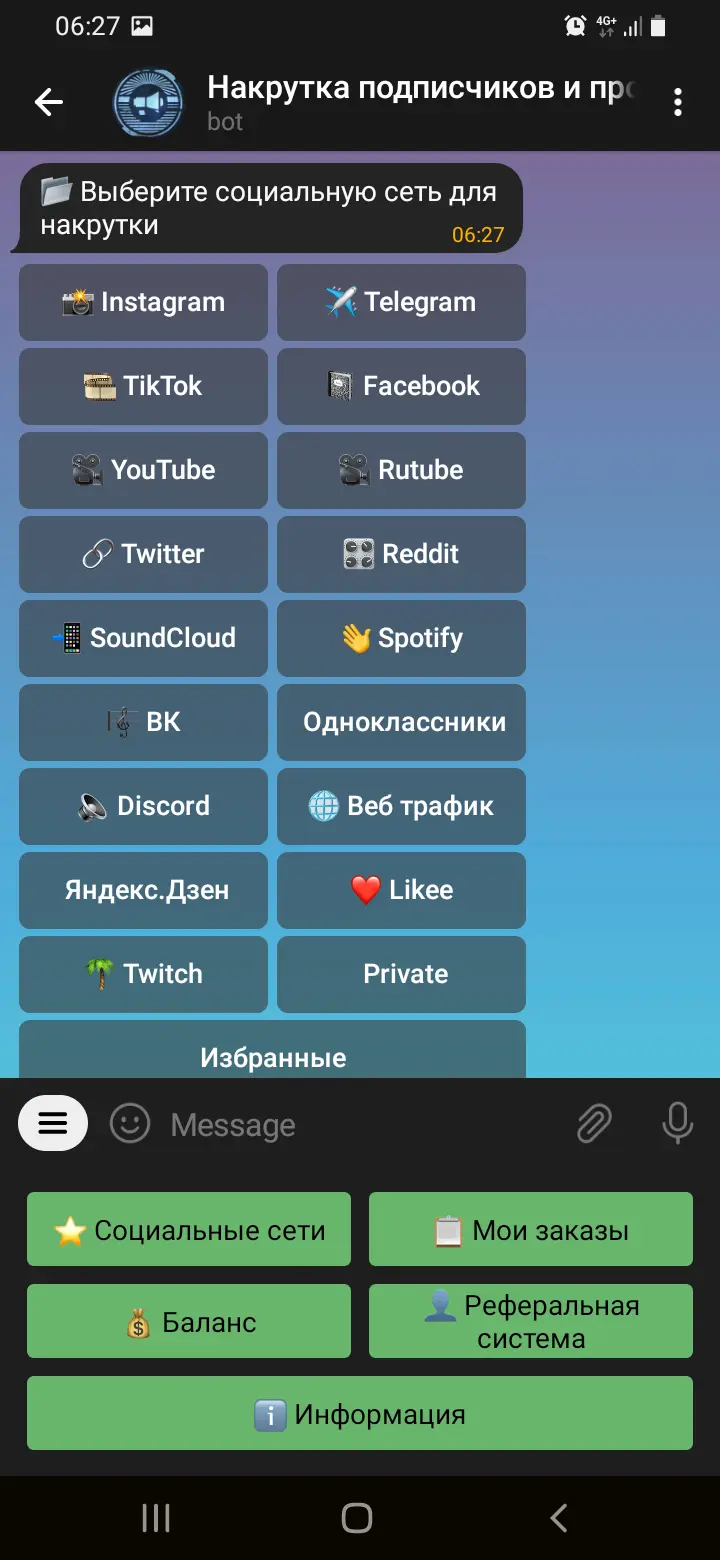 06:27
4G+
Накрутка подписчиков и про
bot
Выберите социальную сеть для
накрутки
06:27
Instagram
Telegram
TikTok
Facebook
YouTube
Rutube
Twitter
Reddit
SoundCloud
Spotify
ВК
Одноклассники
Discord
Веб трафик
Яндекс.Дзен
Likee
Twitch
Private
Избранные
Message
Социальные сети
Мои заказы
Баланс
Реферальная
система
Информация